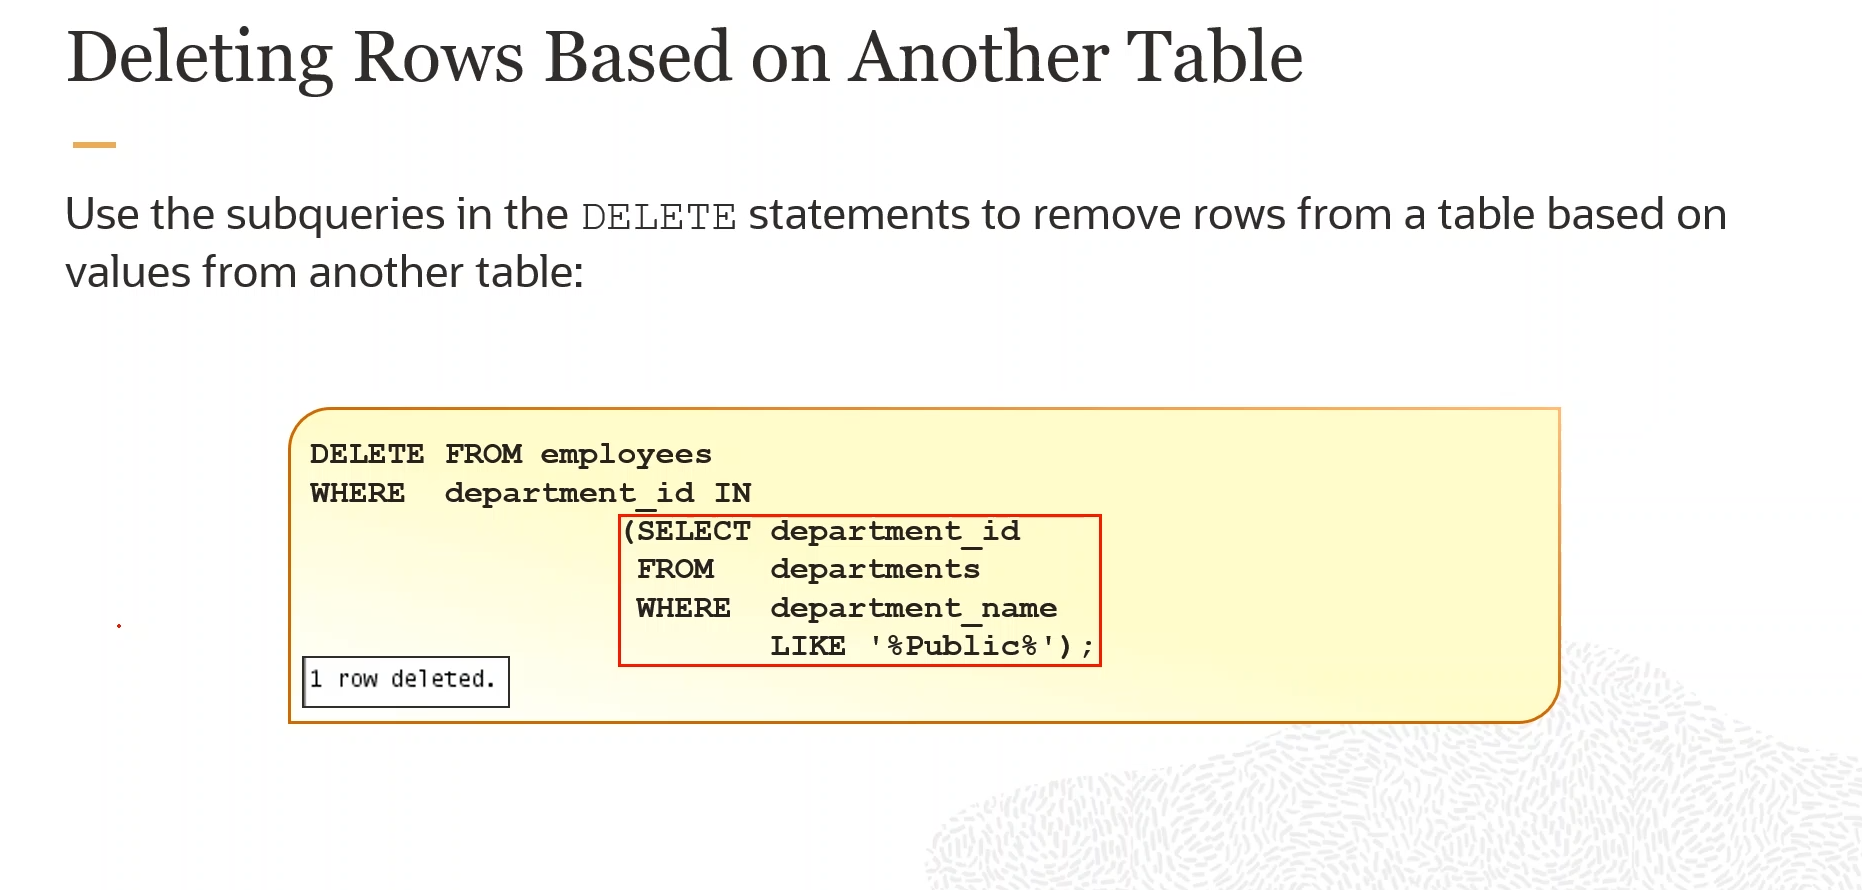 Deleting Rows Based on Another Table
Use the subqueries in the DELETE statements to remove rows from a table based on
values from another table:
DELETE FROM employees
WHERE  department_id IN
(SELECT department_id
FROM   departments
WHERE  department_name
LIKE '%Public%');
1 row deleted.